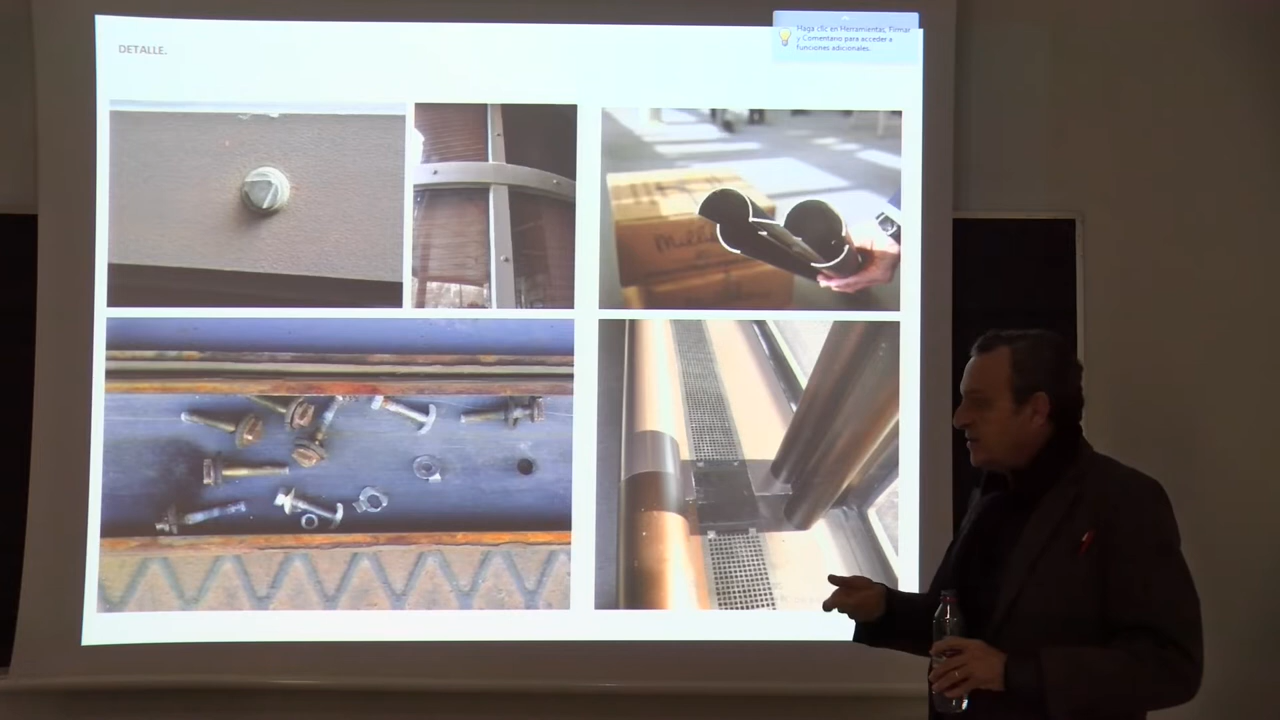 DETALLE.
Haga clic en Herramientas, Firmar
y Comentario para acceder a
funciones adicionales.